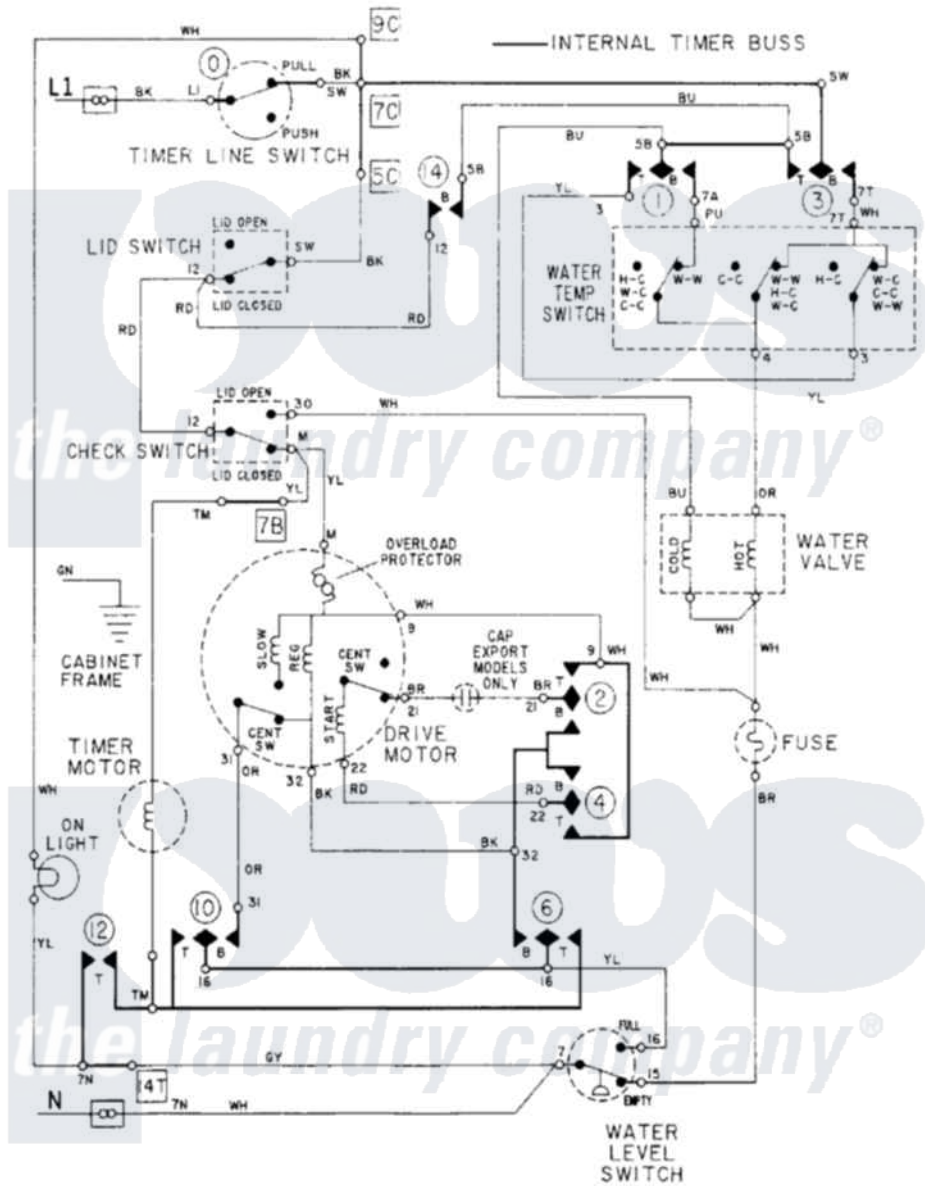 WH
9C
INTERNAL TIMER BUSS
0
PULL
BK
SW
SW
L1
BK
L1
7C
BU
PUSH
BU
5B
5B
TIMER LINE SWITCH
5C
14
5B
B
T
B
T
B
YL
3
1
7A
PU
3
7T
WH
7T
LID OPEN
LID SWITCH
SW
12
BK
12
RD
LID CLOSED
RD
RD
WATER
TEMP
SWITCH
H-C
W-C
C-C
W-W
C-C
W-W
H-C
W-C
H-C
W-C
C-C
W-W
4
3
YL
LID OPEN
30
WH
12
CHECK SWITCH
M
LID CLOSED
YL
YL
the laundry company®
TM
7B
M
BU
OR
OVERLOAD
PROTECTOR
COLD
HOT
WATER
VALVE
GN
WH
B
WH
CABINET
FRAME
SLOW
REG
CENT
SW
CAP
EXPORT
MODELS
ONLY
9
WH
WH
WH
T
BR
21
BR
21
2
B
START
CENT
SW
DRIVE
MOTOR
FUSE
TIMER
MOTOR
31
OR
32
BK
22
RD
RD
22
B
4
T
BR
WH
ON
LIGHT
BK
32
OR
31
10
6
12
YL
T
T
B
B
T
16
16
YL
TM
the laundry company®
FULL
16
7
GY
7N
14T
15
EMPTY
N
7N
WH
WATER
LEVEL
SWITCH